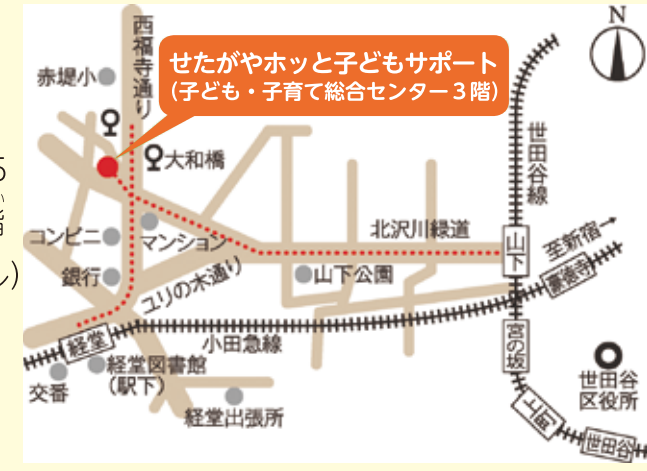 N
西福寺通り
せたがやホッと子どもサポート
(子ども・子育て総合センター3階)
赤堤小
大和橋
世田谷線
5
い
階
コンビニ
マンション
北沢川緑道
山下
至新宿→
豪徳寺
ル)
銀行
ユリの木通り
山下公園
経堂
小田急線
宮の坂
経堂図書館
(駅下)
交番
経堂出張所
世田谷
区役所
上町
世田谷